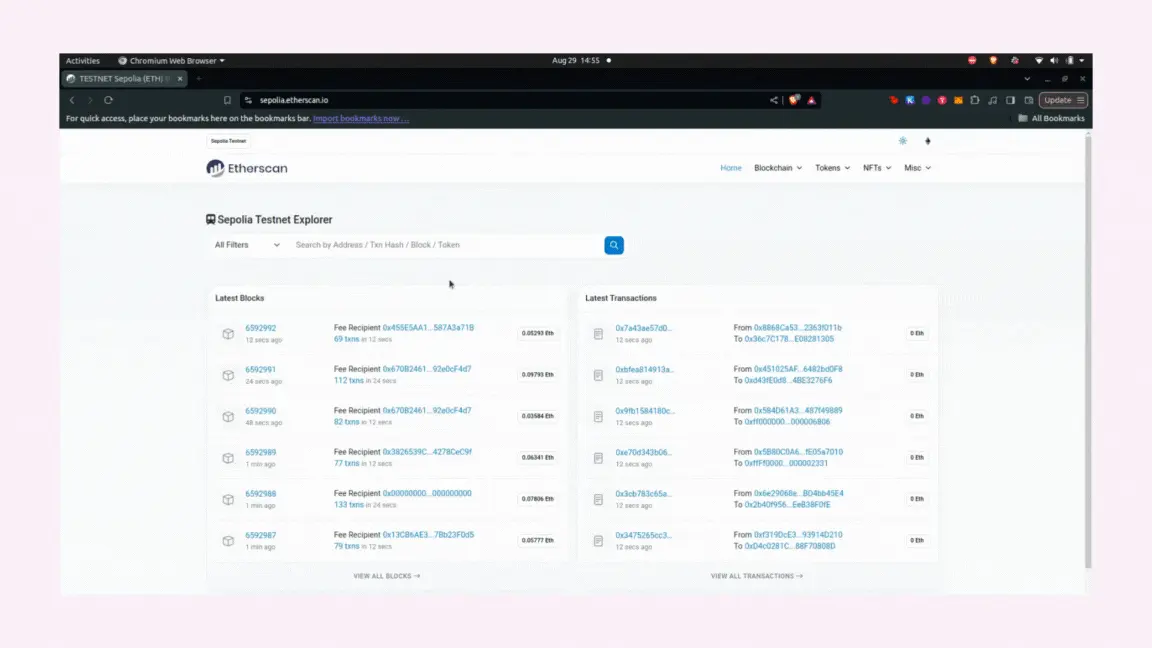 Activities Chromium Web Browser Aug 29 14:55
TESTNET Sepolia (ETH)
sepolia.etherscan.io Update
For quick access, place your bookmarks here on the bookmarks bar. Import bookmarks now... All Bookmarks
Sepolia Testnet
Etherscan Home Blockchain Tokens NFTs Misc
Sepolia Testnet Explorer
All Filters Search by Address / Txn Hash / Block / Token
Latest Blocks
6592992 Fee Recipient 0x455E5AA1...587A3a71B 0.05293 Eth
12 secs ago 69 txns in 12 secs
6592991 Fee Recipient 0x670B2461...92e0cF4d7 0.09793 Eth
24 secs ago 112 txns in 24 secs
6592990 Fee Recipient 0x670B2461...92e0cF4d7 0.03584 Eth
48 secs ago 82 txns in 12 secs
6592989 Fee Recipient 0x3826539C...4278CeC9f 0.06341 Eth
1 min ago 77 txns in 12 secs
6592988 Fee Recipient 0x00000000...000000000 0.07806 Eth
1 min ago 133 txns in 24 secs
6592987 Fee Recipient 0x13CB6AE3...7Bb23F0d5 0.05777 Eth
1 min ago 79 txns in 12 secs
VIEW ALL BLOCKS →
Latest Transactions
0x7a43ae57d0... From 0x8868Ca53...2363f011b 0 Eth
12 secs ago To 0x36c7C178...E08281305
0xbfea814913a... From 0x451025AF...6482bd0F8 0 Eth
12 secs ago To 0xd43fE0d8...4BE3276F6
0x9fb1584180c... From 0x584D61A3...487f49889 0 Eth
12 secs ago To 0xff000000...000006806
0xe70d343b06... From 0x5B80C0A6...fE05a7010 0 Eth
12 secs ago To 0xffFf0000...000002331
0x3cb783c65a... From 0x6e29068e...BD4bb45E4 0 Eth
12 secs ago To 0x2b40f956...EeB38F0fE
0x3475265cc3... From 0xf319DcE3...93914D210 0 Eth
12 secs ago To 0xD4c0281C...88F70808D
VIEW ALL TRANSACTIONS →